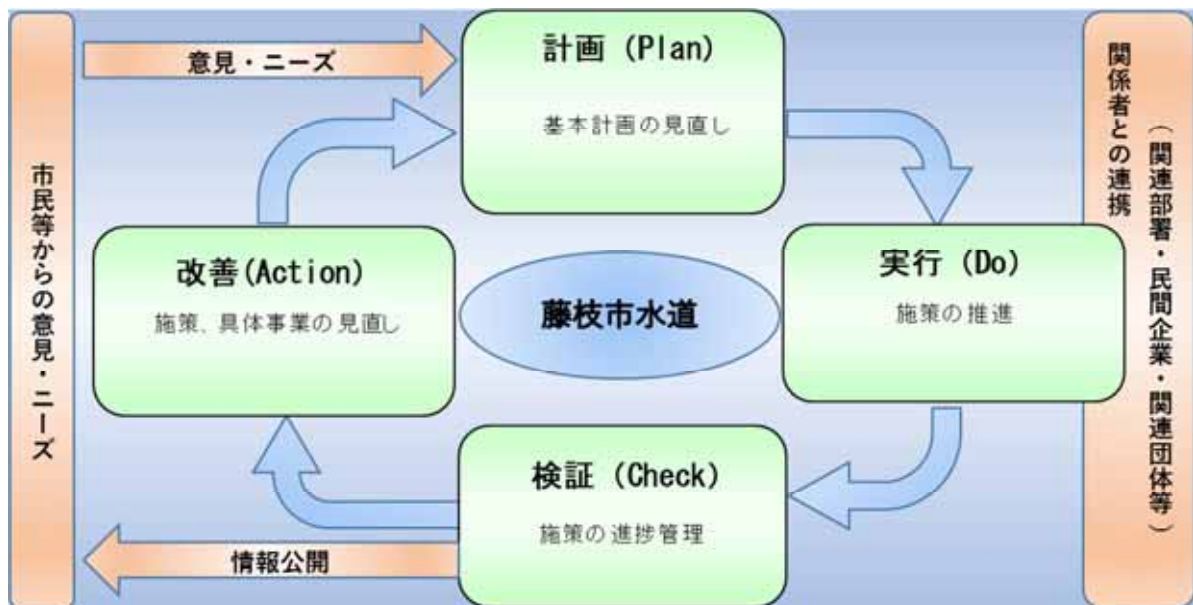 市民等からの意見・ニーズ
意見・ニーズ
計画 (Plan)
基本計画の見直し
関係者との連携
(関連部署・民間企業・関連団体等)
改善(Action)
施策、具体事業の見直し
藤枝市水道
実行 (Do)
施策の推進
検証 (Check)
施策の進捗管理
情報公開